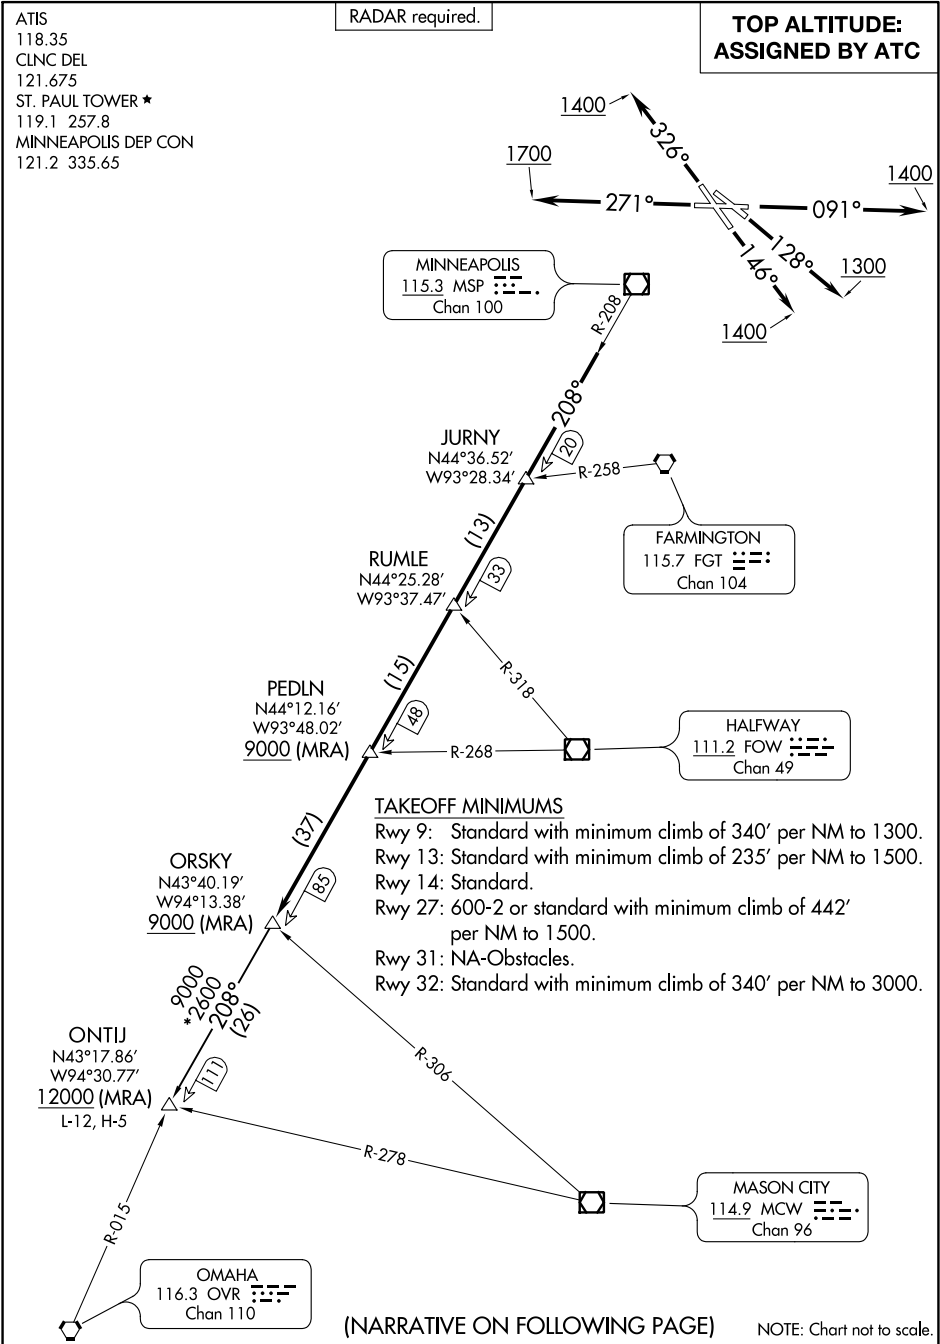 ATIS
118.35
CLNC DEL
121.675
ST. PAUL TOWER ★
119.1 257.8
MINNEAPOLIS DEP CON
121.2 335.65
RADAR required.
TOP ALTITUDE:
ASSIGNED BY ATC
1400
326°
1700
271°
091°
1400
128°
146°
1300
1400
MINNEAPOLIS
115.3 MSP
Chan 100
R-208
208°
JURNY
N44°36.52'
W93°28.34'
20
R-258
FARMINGTON
115.7 FGT
Chan 104
(13)
RUMLE
N44°25.28'
W93°37.47'
33
R-318
(15)
PEDLN
N44°12.16'
W93°48.02'
9000 (MRA)
48
R-268
HALFWAY
111.2 FOW
Chan 49
(37)
TAKEOFF MINIMUMS
Rwy 9: Standard with minimum climb of 340' per NM to 1300.
Rwy 13: Standard with minimum climb of 235' per NM to 1500.
Rwy 14: Standard.
Rwy 27: 600-2 or standard with minimum climb of 442'
per NM to 1500.
Rwy 31: NA-Obstacles.
Rwy 32: Standard with minimum climb of 340' per NM to 3000.
ORSKY
N43°40.19'
W94°13.38'
9000 (MRA)
85
9000
*2600
208°
(26)
R-306
ONTIJ
N43°17.86'
W94°30.77'
12000 (MRA)
L-12, H-5
111
R-278
MASON CITY
114.9 MCW
Chan 96
R-015
OMAHA
116.3 OVR
Chan 110
(NARRATIVE ON FOLLOWING PAGE)
NOTE: Chart not to scale.